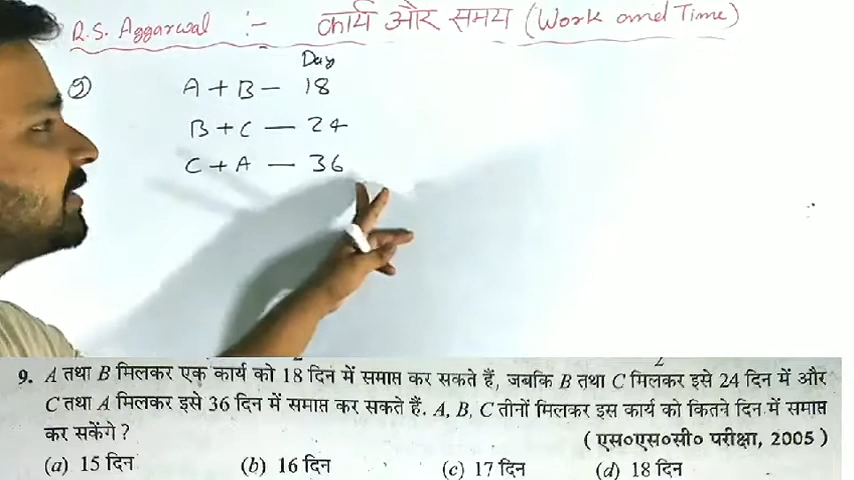 R.S. Aggarwal :- कार्य और समय (Work and Time)
Day
9 A + B - 18
B + C - 24
C + A - 36
9. A तथा B मिलकर एक कार्य को 18 दिन में समाप्त कर सकते हैं, जबकि B तथा C मिलकर इसे 24 दिन में और
C तथा A मिलकर इसे 36 दिन में समाप्त कर सकते हैं. A, B, C तीनों मिलकर इस कार्य को कितने दिन में समाप्त
कर सकेंगे ?
( एस०एस०सी० परीक्षा, 2005 )
(a) 15 दिन (b) 16 दिन (c) 17 दिन (d) 18 दिन